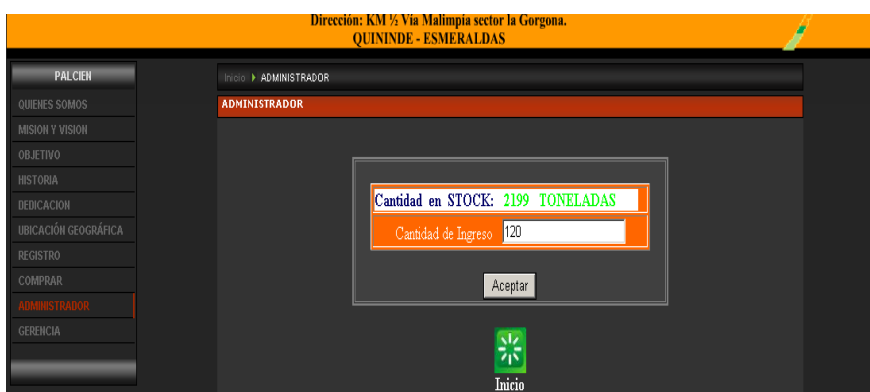 Dirección: KM ½ Vía Malimpia sector la Gorgona.
QUININDE - ESMERALDAS
PALCIEN
QUIENES SOMOS
MISION Y VISION
OBJETIVO
HISTORIA
DEDICACION
UBICACIÓN GEOGRÁFICA
REGISTRO
COMPRAR
ADMINISTRADOR
GERENCIA
Inicio ADMINISTRADOR
ADMINISTRADOR
Cantidad en STOCK: 2199 TONELADAS
Cantidad de Ingreso 120
Aceptar
Inicio